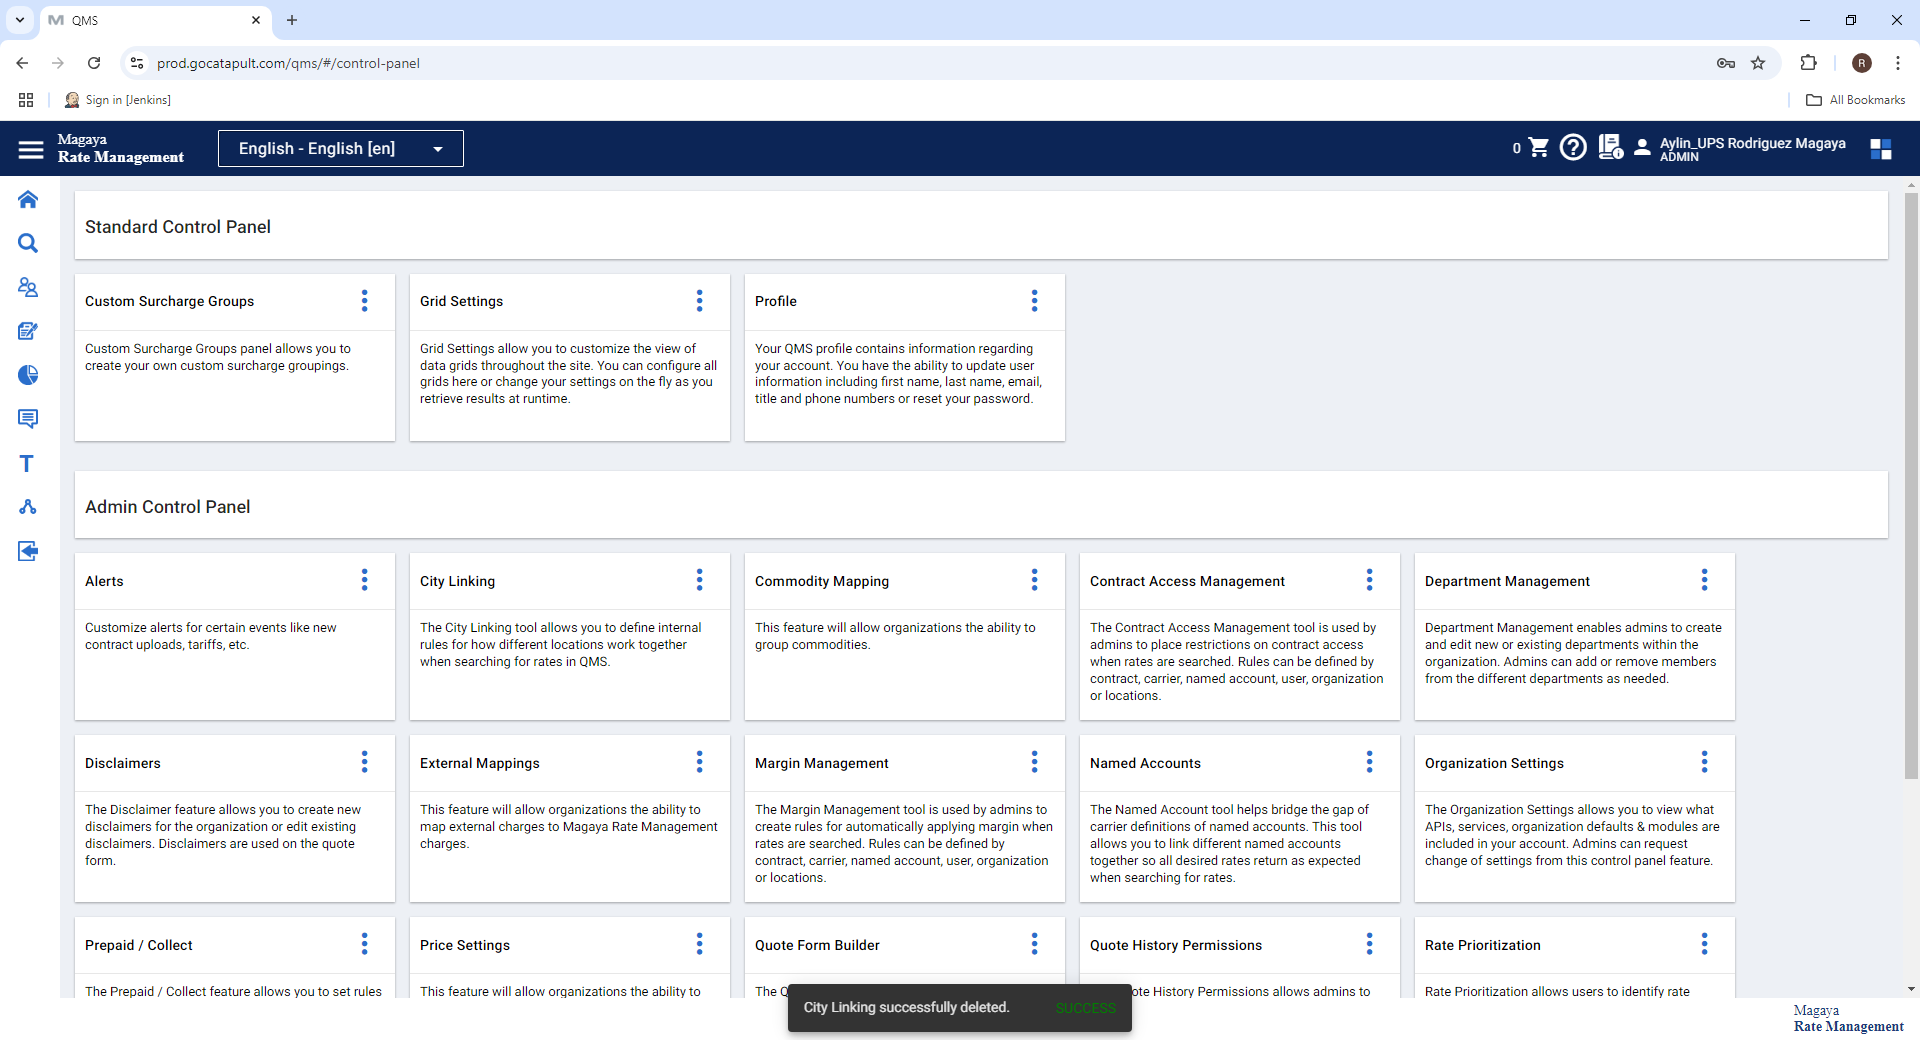 QMS
prod.gocatapult.com/qms/#/control-panel
R
Sign in [Jenkins]
All Bookmarks
Magaya
Rate Management
English - English [en]
0
Aylin_UPS Rodriguez Magaya
ADMIN
Standard Control Panel
Custom Surcharge Groups
Custom Surcharge Groups panel allows you to
create your own custom surcharge groupings.
Grid Settings
Grid Settings allow you to customize the view of
data grids throughout the site. You can configure all
grids here or change your settings on the fly as you
retrieve results at runtime.
Profile
Your QMS profile contains information regarding
your account. You have the ability to update user
information including first name, last name, email,
title and phone numbers or reset your password.
Admin Control Panel
Alerts
Customize alerts for certain events like new
contract uploads, tariffs, etc.
City Linking
The City Linking tool allows you to define internal
rules for how different locations work together
when searching for rates in QMS.
Commodity Mapping
This feature will allow organizations the ability to
group commodities.
Contract Access Management
The Contract Access Management tool is used by
admins to place restrictions on contract access
when rates are searched. Rules can be defined by
contract, carrier, named account, user, organization
or locations.
Department Management
Department Management enables admins to create
and edit new or existing departments within the
organization. Admins can add or remove members
from the different departments as needed.
Disclaimers
The Disclaimer feature allows you to create new
disclaimers for the organization or edit existing
disclaimers. Disclaimers are used on the quote
form.
External Mappings
This feature will allow organizations the ability to
map external charges to Magaya Rate Management
charges.
Margin Management
The Margin Management tool is used by admins to
create rules for automatically applying margin when
rates are searched. Rules can be defined by
contract, carrier, named account, user, organization
or locations.
Named Accounts
The Named Account tool helps bridge the gap of
carrier definitions of named accounts. This tool
allows you to link different named accounts
together so all desired rates return as expected
when searching for rates.
Organization Settings
The Organization Settings allows you to view what
APIs, services, organization defaults & modules are
included in your account. Admins can request
change of settings from this control panel feature.
Prepaid / Collect
The Prepaid / Collect feature allows you to set rules
Price Settings
This feature will allow organizations the ability to
Quote Form Builder
The
Quote History Permissions
History Permissions allows admins to
Rate Prioritization
Rate Prioritization allows users to identify rate
City Linking successfully deleted.
SUCCESS
Magaya
Rate Management